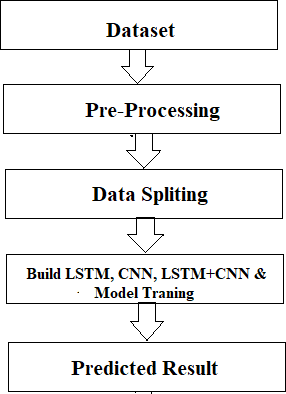 Dataset
Pre-Processing
Data Spliting
Build LSTM, CNN, LSTM+CNN &
Model Traning
Predicted Result